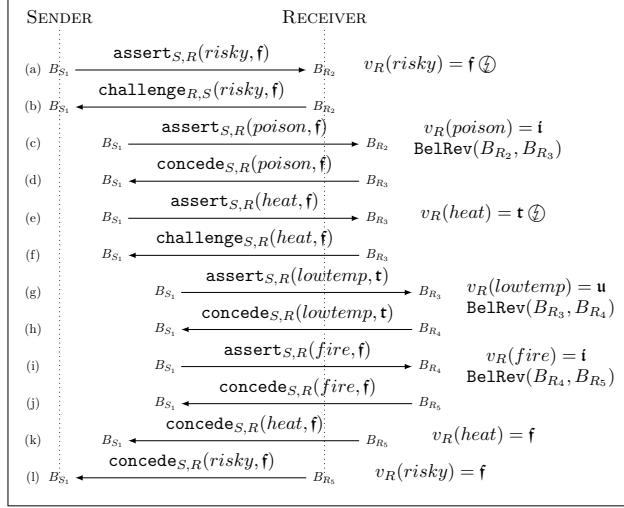 SENDER RECEIVER
assert_{S,R}(risky, 𝔣)
(a) B_{S_1} B_{R_2} v_R(risky) = 𝔣 ↯
challenge_{R,S}(risky, 𝔣)
(b) B_{S_1} B_{R_2}
assert_{S,R}(poison, 𝔣)
(c) B_{S_1} B_{R_2} v_R(poison) = 𝔦
BelRev(B_{R_2}, B_{R_3})
concede_{S,R}(poison, 𝔣)
(d) B_{S_1} B_{R_3}
assert_{S,R}(heat, 𝔣)
(e) B_{S_1} B_{R_3} v_R(heat) = 𝔱 ↯
challenge_{S,R}(heat, 𝔣)
(f) B_{S_1} B_{R_3}
assert_{S,R}(lowtemp, 𝔱)
(g) B_{S_1} B_{R_3} v_R(lowtemp) = 𝔲
BelRev(B_{R_3}, B_{R_4})
concede_{S,R}(lowtemp, 𝔱)
(h) B_{S_1} B_{R_4}
assert_{S,R}(fire, 𝔣)
(i) B_{S_1} B_{R_4} v_R(fire) = 𝔦
BelRev(B_{R_4}, B_{R_5})
concede_{S,R}(fire, 𝔣)
(j) B_{S_1} B_{R_5}
concede_{S,R}(heat, 𝔣)
(k) B_{S_1} B_{R_5} v_R(heat) = 𝔣
concede_{S,R}(risky, 𝔣)
(l) B_{S_1} B_{R_5} v_R(risky) = 𝔣